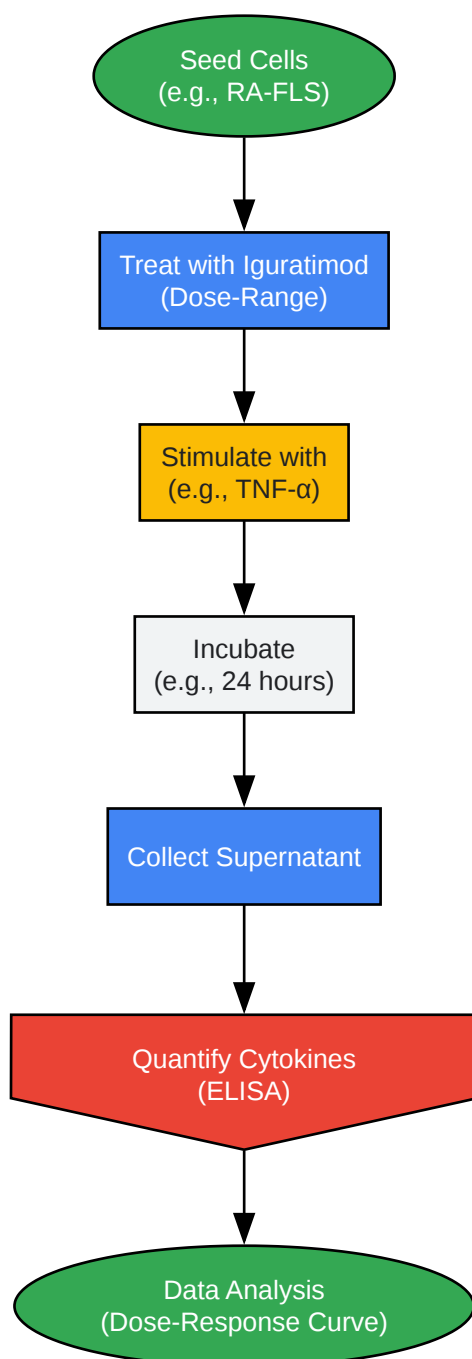 Seed Cells
(e.g., RA-FLS)
Treat with Iguratimod
(Dose-Range)
Stimulate with
(e.g., TNF-α)
Incubate
(e.g., 24 hours)
Collect Supernatant
Quantify Cytokines
(ELISA)
Data Analysis
(Dose-Response Curve)